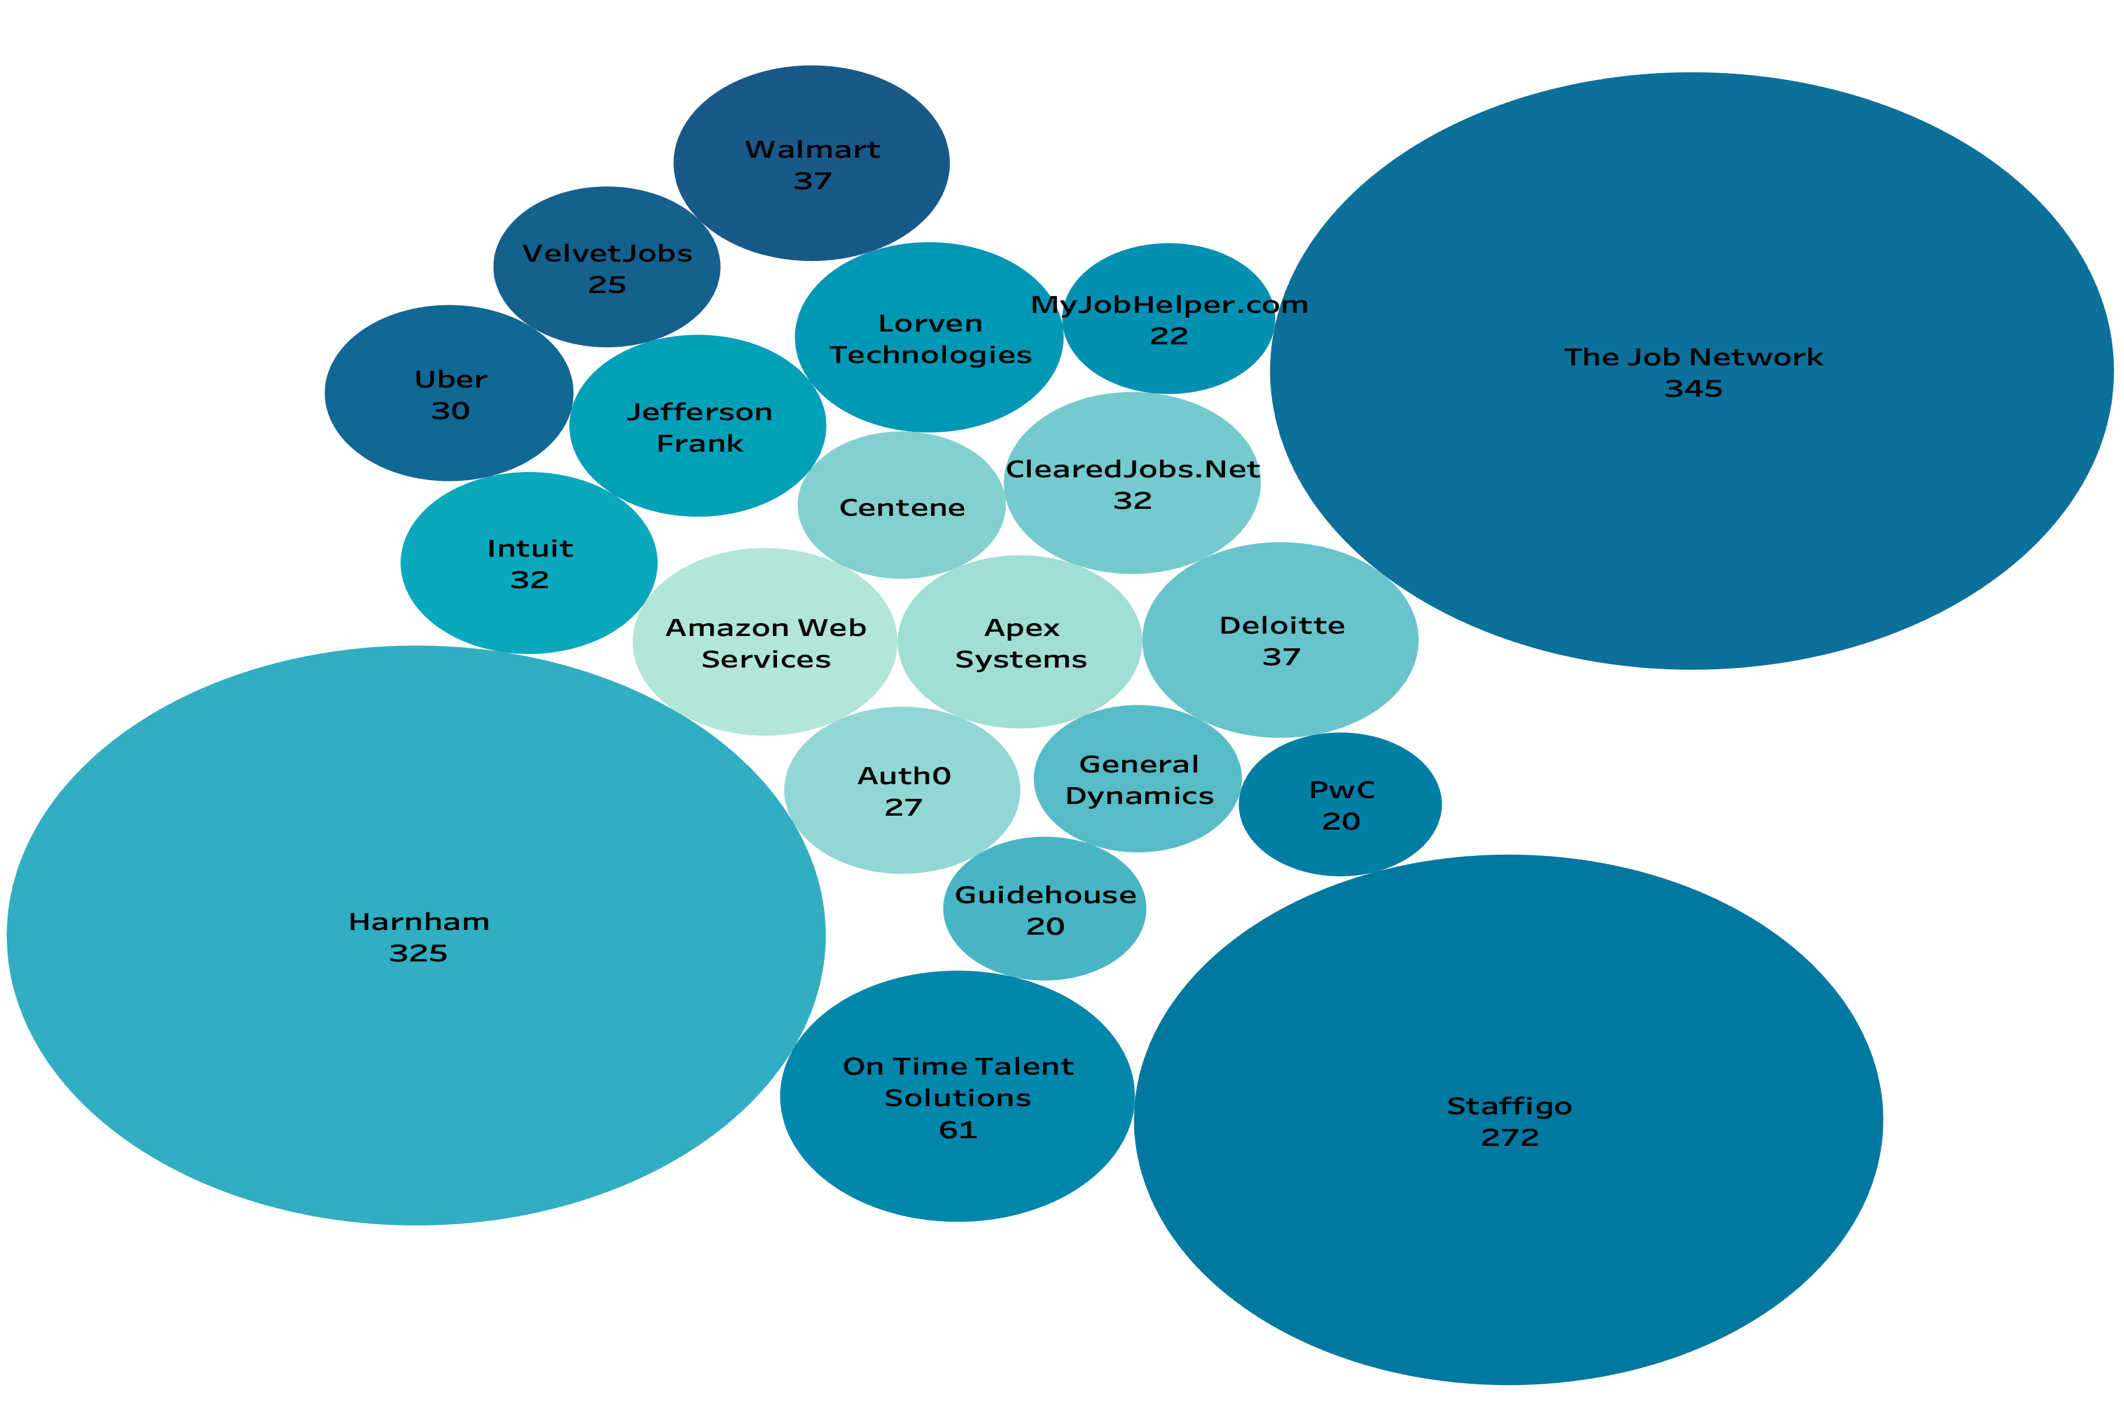 Walmart
37
VelvetJobs
25
Lorven
Technologies
MyJobHelper.com
22
The Job Network
345
Uber
30
Jefferson
Frank
Centene
ClearedJobs.Net
32
Intuit
32
Amazon Web
Services
Apex
Systems
Deloitte
37
Auth0
27
General
Dynamics
PwC
20
Guidehouse
20
Harnham
325
On Time Talent
Solutions
61
Staffigo
272